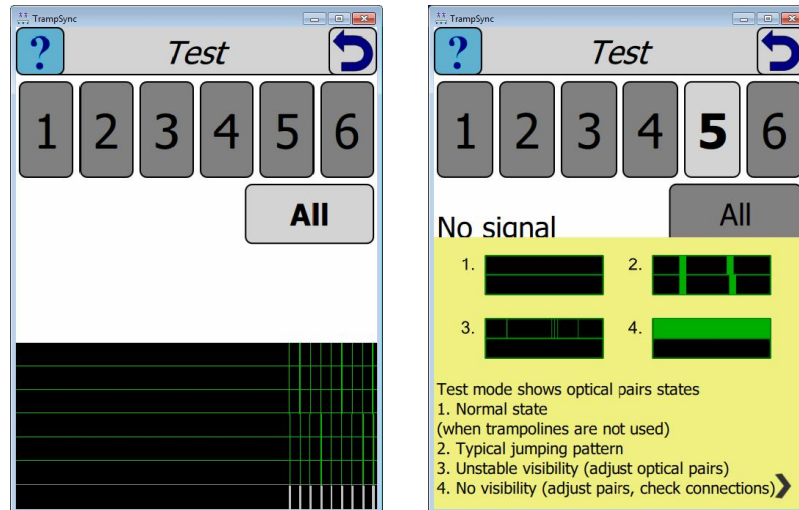 TrampSync
?
Test
1 2 3 4 5 6
All
TrampSync
?
Test
1 2 3 4 5 6
No signal
All
1.
2.
3.
4.
Test mode shows optical pairs states
1. Normal state
(when trampolines are not used)
2. Typical jumping pattern
3. Unstable visibility (adjust optical pairs)
4. No visibility (adjust pairs, check connections)